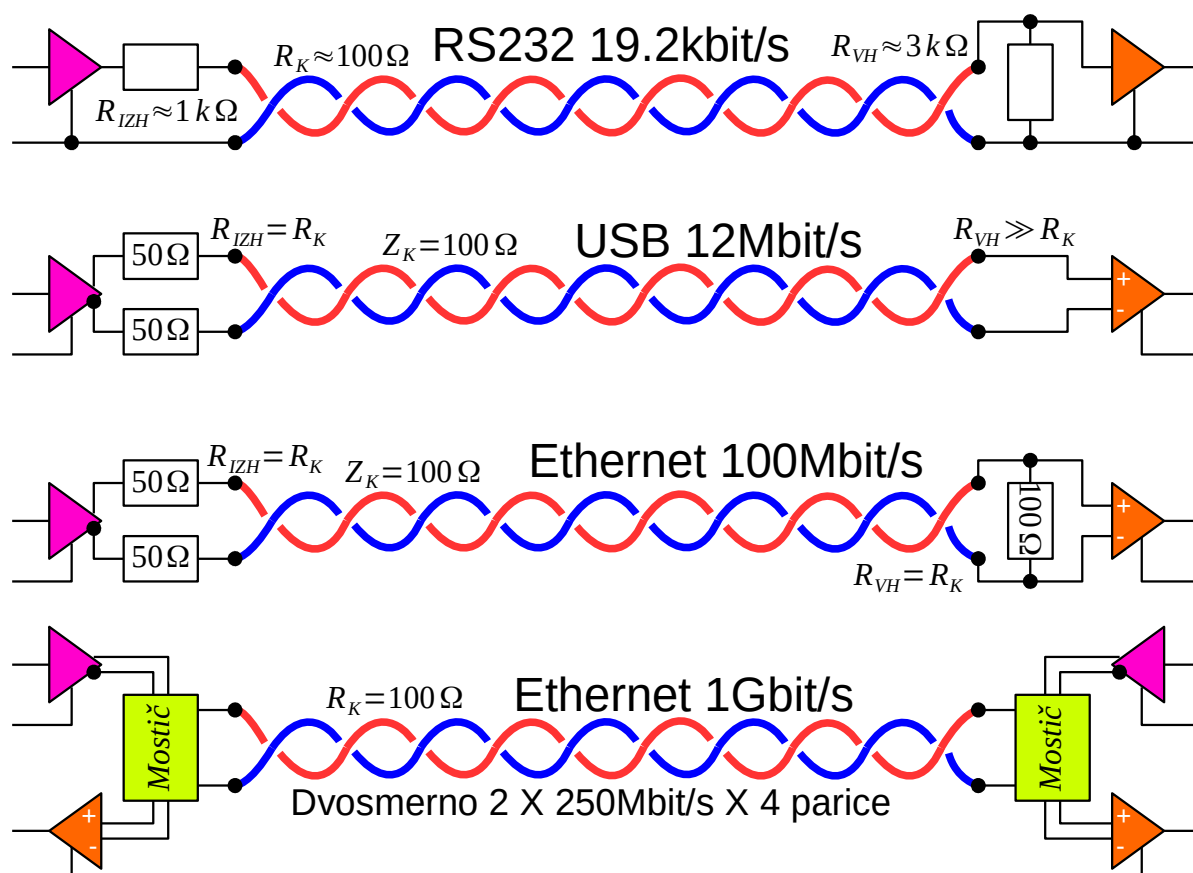 RS232 19.2kbit/s
R_K≈100Ω
R_VH≈3kΩ
R_IZH≈1kΩ
USB 12Mbit/s
R_IZH=R_K
Z_K=100Ω
R_VH≫R_K
50Ω
50Ω
+
-
Ethernet 100Mbit/s
R_IZH=R_K
Z_K=100Ω
50Ω
50Ω
100Ω
+
-
R_VH=R_K
Ethernet 1Gbit/s
R_K=100Ω
Mostič
Mostič
Dvosmerno 2 X 250Mbit/s X 4 parice
+
-
+
-